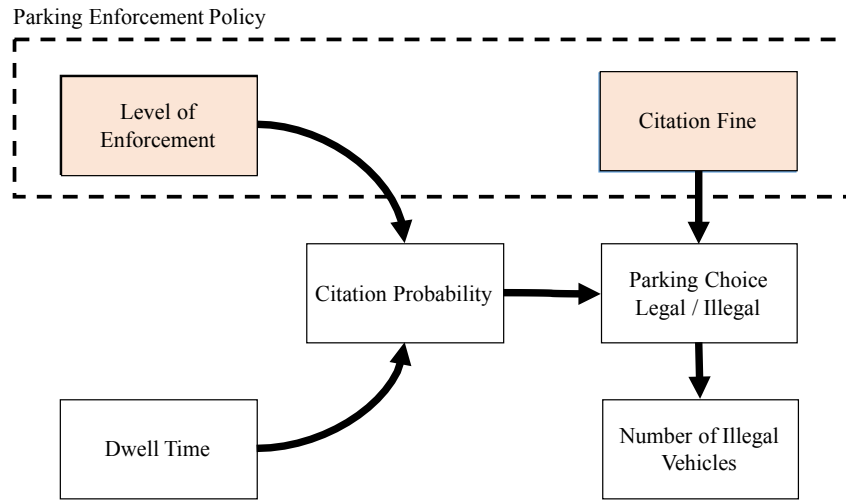 Parking Enforcement Policy
Level of
Enforcement
Citation Fine
Citation Probability
Parking Choice
Legal / Illegal
Dwell Time
Number of Illegal
Vehicles